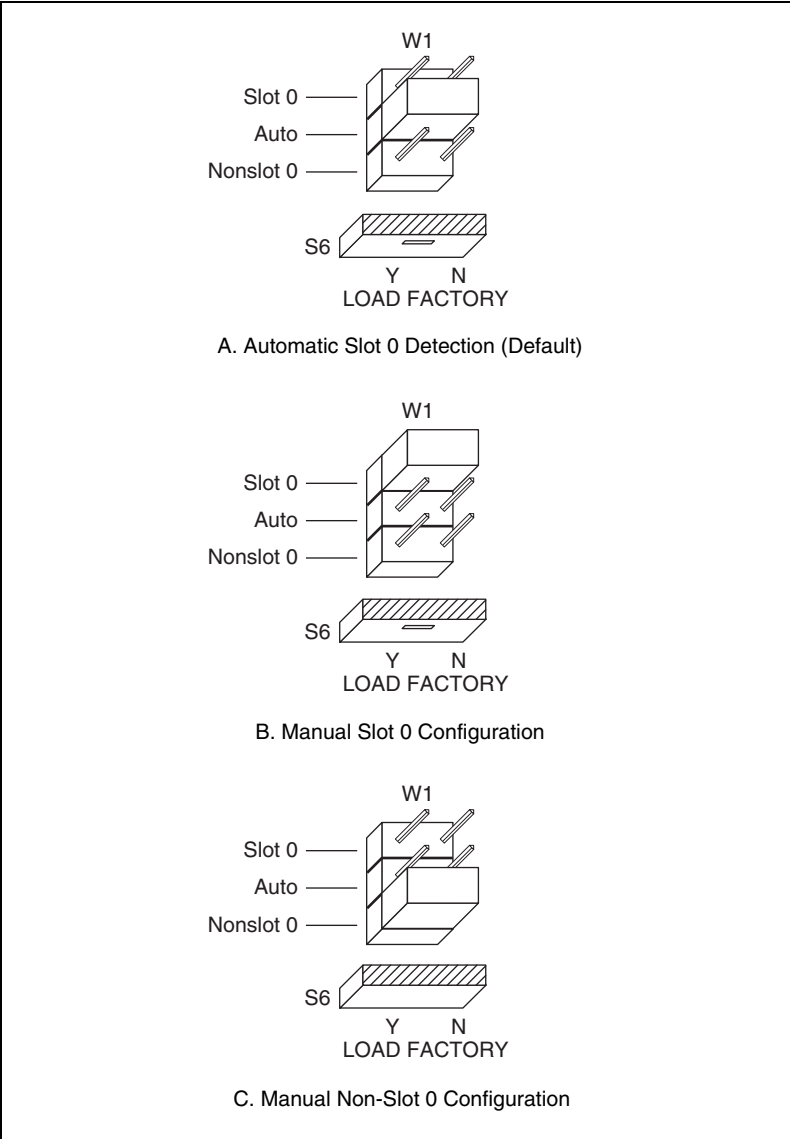 W1
Slot 0
Auto
Nonslot 0
S6
Y N
LOAD FACTORY
A. Automatic Slot 0 Detection (Default)
W1
Slot 0
Auto
Nonslot 0
S6
Y N
LOAD FACTORY
B. Manual Slot 0 Configuration
W1
Slot 0
Auto
Nonslot 0
S6
Y N
LOAD FACTORY
C. Manual Non-Slot 0 Configuration